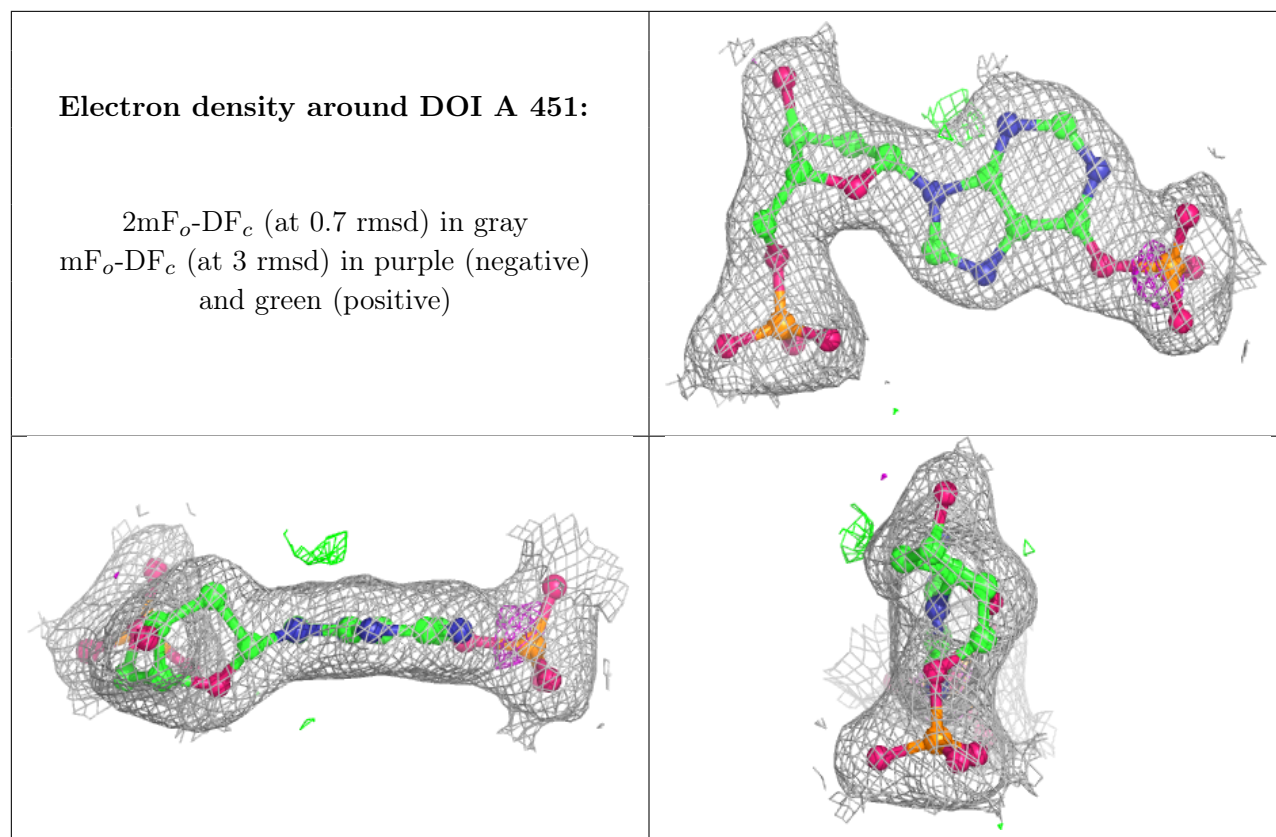 Electron density around DOI A 451:
2mFₒ-DF𝒸 (at 0.7 rmsd) in gray
mFₒ-DF𝒸 (at 3 rmsd) in purple (negative)
and green (positive)